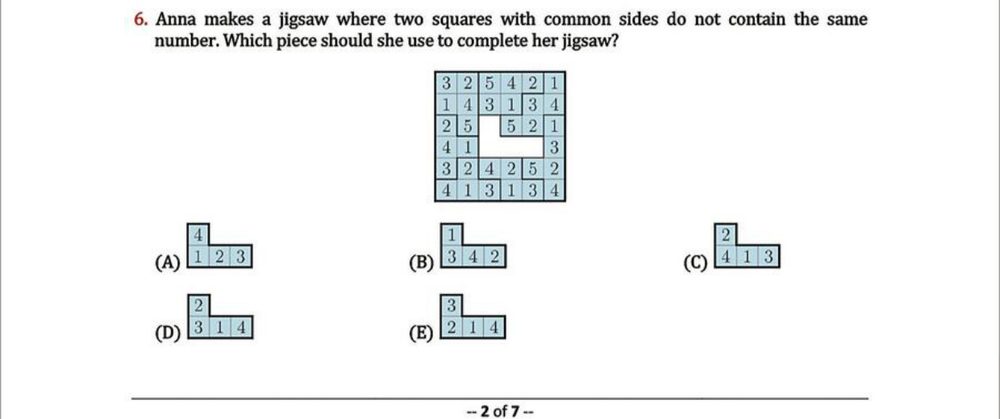 6. Anna makes a jigsaw where two squares with common sides do not contain the same
number. Which piece should she use to complete her jigsaw?
3 2 5 4 2 1
1 4 3 1 3 4
2 5 5 2 1
4 1 3
3 2 4 2 5 2
4 1 3 1 3 4
(A) 4
1 2 3
(B) 1
3 4 2
(C) 2
4 1 3
(D) 2
3 1 4
(E) 3
2 1 4
-- 2 of 7 --